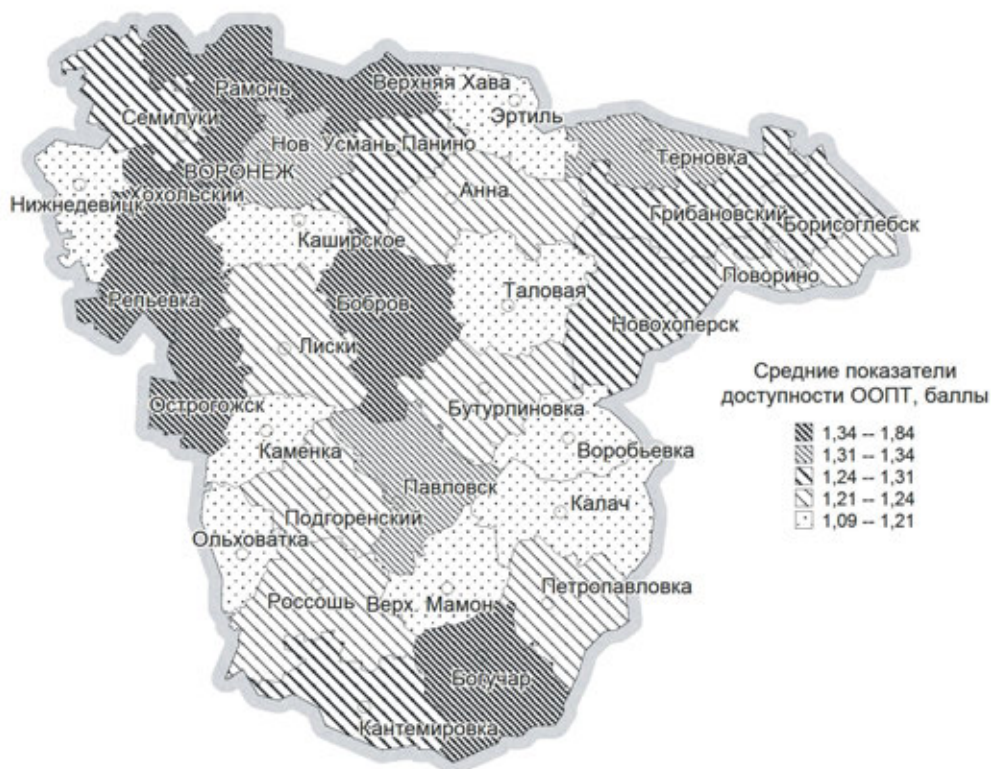 Рамонь
Верхняя Хава
Эртиль
Семилуки
Нов. Усмань
Панино
Терновка
ВОРОНЕЖ
Хохольский
Нижнедевицк
Анна
Грибановский
Борисоглебск
Каширское
Поворино
Репьевка
Бобров
Таловая
Новохоперск
Лиски
Средние показатели
доступности ООПТ, баллы
1,34 -- 1,84
1,31 -- 1,34
1,24 -- 1,31
1,21 -- 1,24
1,09 -- 1,21
Острогожск
Бутурлиновка
Каменка
Воробьевка
Павловск
Калач
Подгоренский
Ольховатка
Петропавловка
Россошь
Верх. Мамон
Богучар
Кантемировка